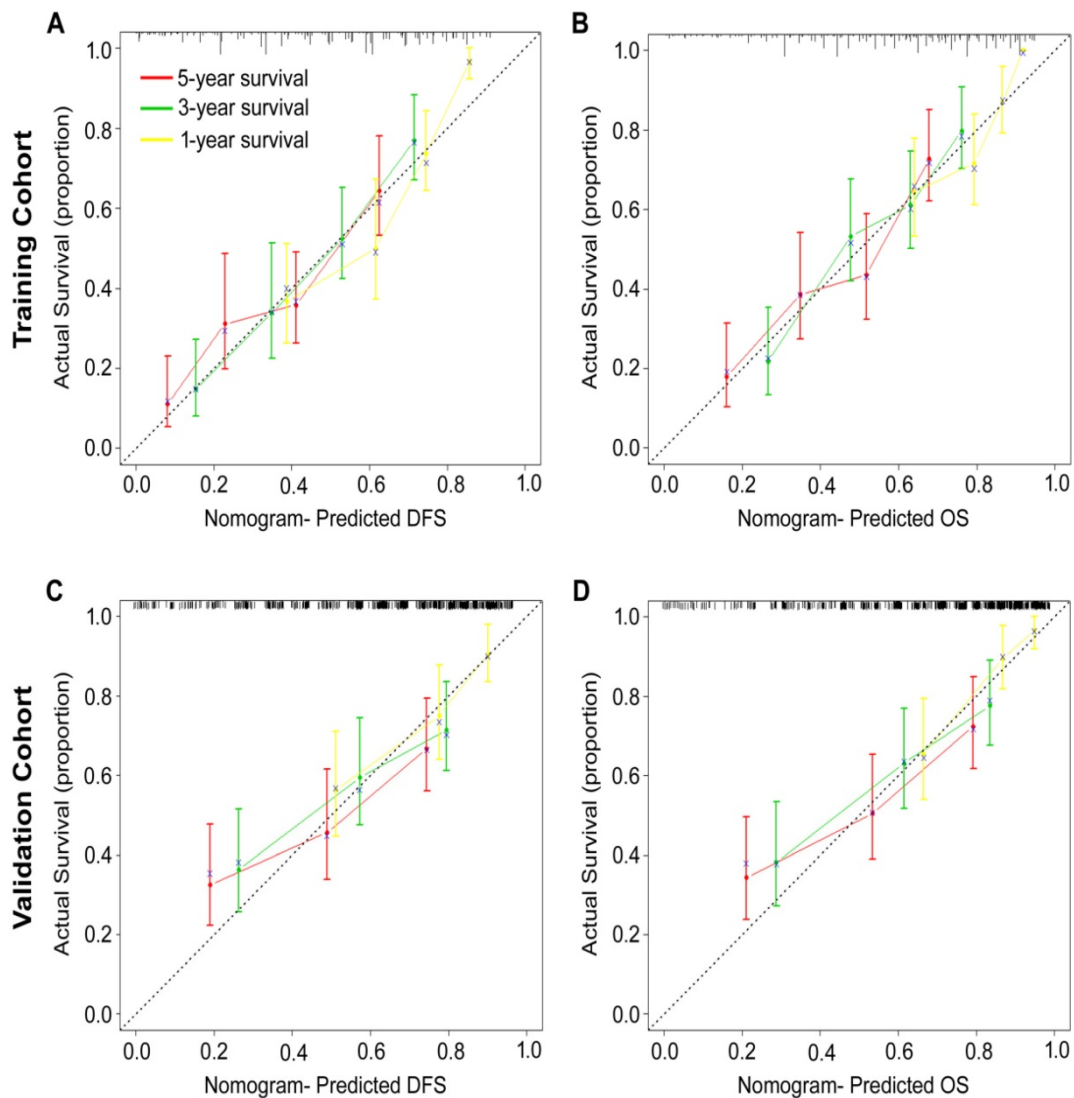 A
B
Training Cohort
Actual Survival (proportion)
1.0
0.8
0.6
0.4
0.2
0.0
5-year survival
3-year survival
1-year survival
0.0 0.2 0.4 0.6 0.8 1.0
Nomogram- Predicted DFS
Actual Survival (proportion)
1.0
0.8
0.6
0.4
0.2
0.0
0.0 0.2 0.4 0.6 0.8 1.0
Nomogram- Predicted OS
C
D
Validation Cohort
Actual Survival (proportion)
1.0
0.8
0.6
0.4
0.2
0.0
0.0 0.2 0.4 0.6 0.8 1.0
Nomogram- Predicted DFS
Actual Survival (proportion)
1.0
0.8
0.6
0.4
0.2
0.0
0.0 0.2 0.4 0.6 0.8 1.0
Nomogram- Predicted OS